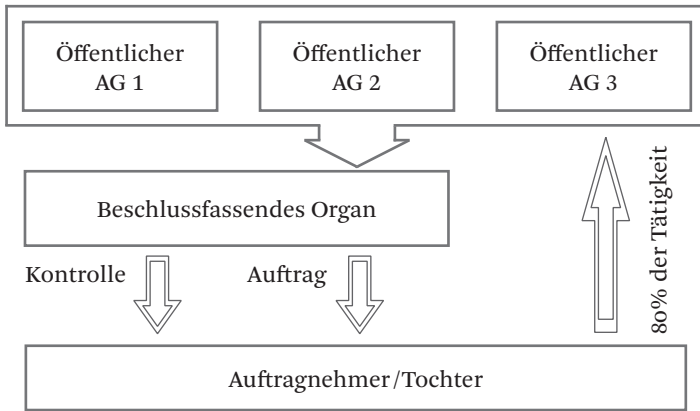 Öffentlicher
AG 1
Öffentlicher
AG 2
Öffentlicher
AG 3
Beschlussfassendes Organ
Kontrolle
Auftrag
80% der Tätigkeit
Auftragnehmer/Tochter